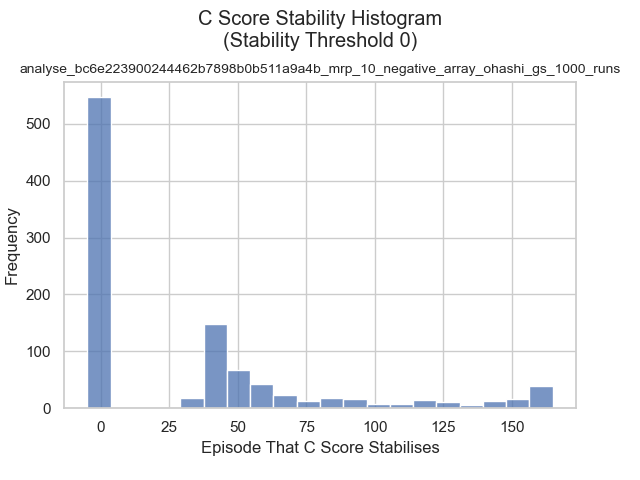 C Score Stability Histogram
(Stability Threshold 0)
analyse_bc6e223900244462b7898b0b511a9a4b_mrp_10_negative_array_ohashi_gs_1000_runs
500
400
300
200
100
0
Frequency
0 25 50 75 100 125 150
Episode That C Score Stabilises